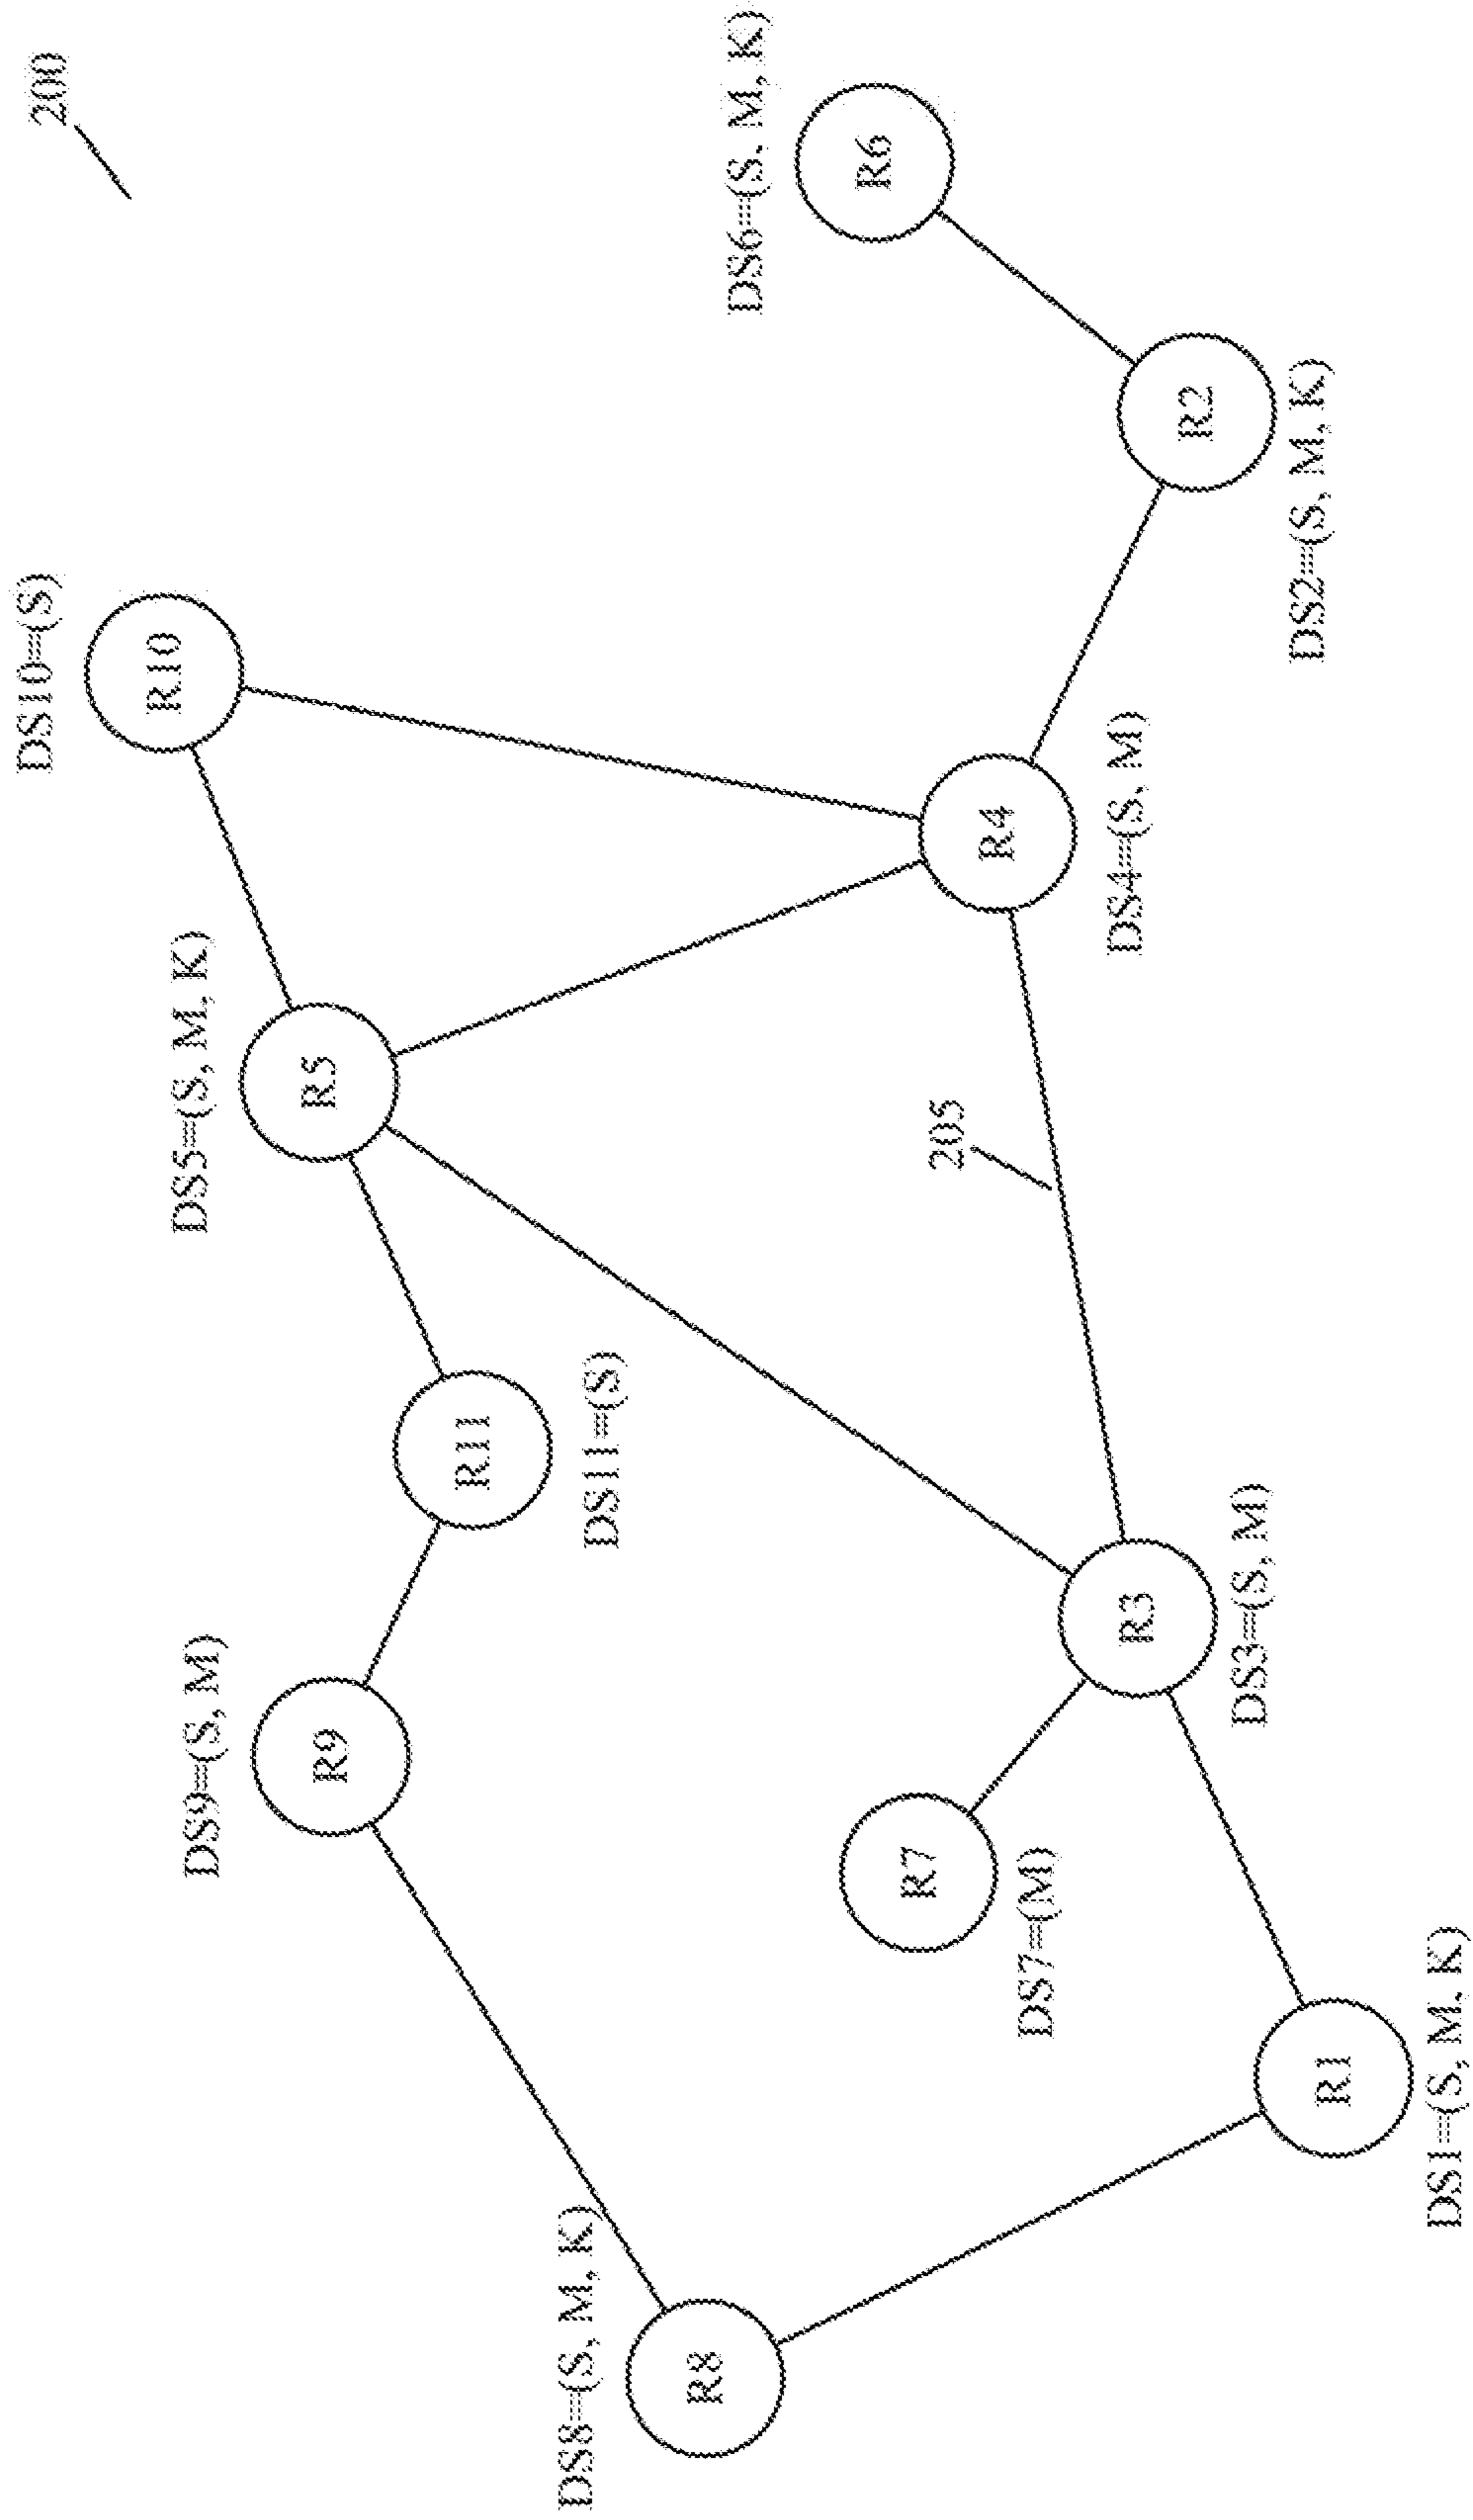 200
DS10=(S)
R10
DS5=(S, M, K)
R5
DS9=(S, M)
R9
R11
DS11=(S)
DS8=(S, M, K)
R8
DS6=(S, M, K)
R6
R4
DS4=(S, M)
205
R7
DS7=(M)
R3
DS3=(S, M)
R2
DS2=(S, M, K)
R1
DS1=(S, M, K)